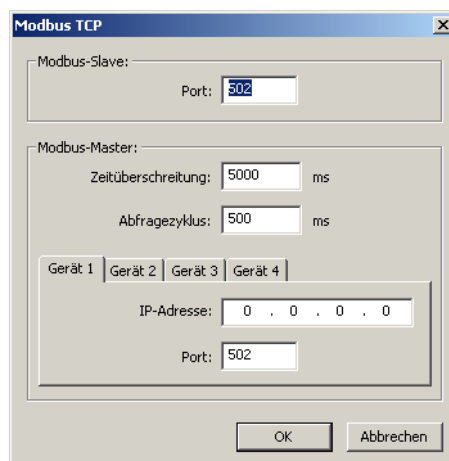 Modbus TCP
Modbus-Slave:
Port: 502
Modbus-Master:
Zeitüberschreitung: 5000 ms
Abfragezyklus: 500 ms
Gerät 1 Gerät 2 Gerät 3 Gerät 4
IP-Adresse: 0 . 0 . 0 . 0
Port: 502
OK Abbrechen